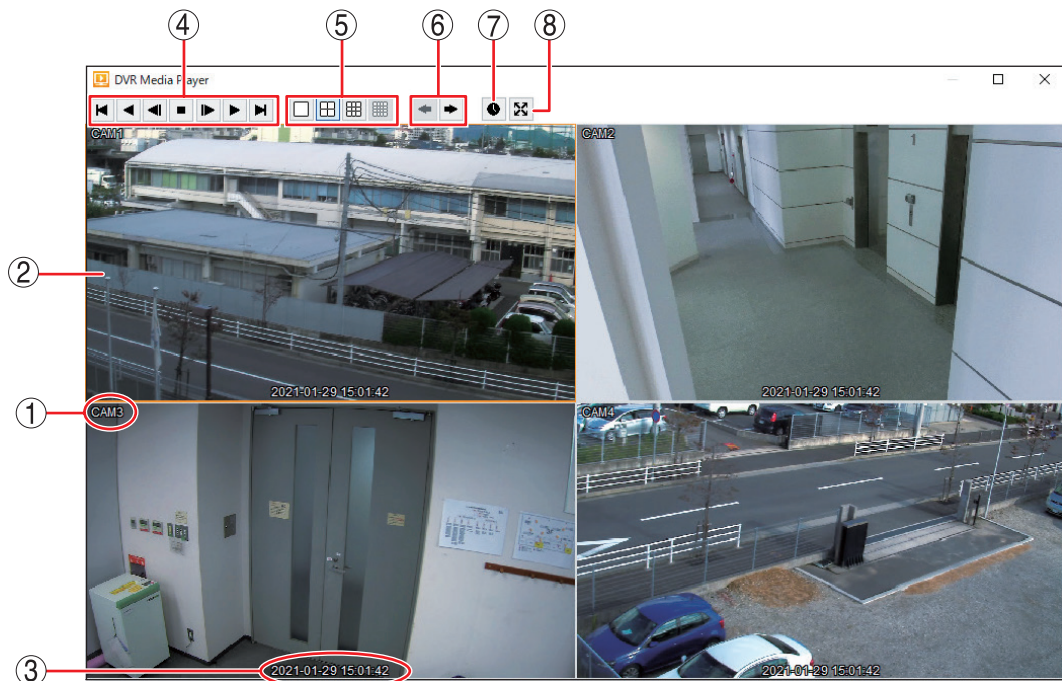 ④ ⑤ ⑥ ⑦ ⑧
DVR Media Player
CAM1
CAM2
1
②
2021-01-29 15:01:42
2021-01-29 15:01:42
①
CAM3
CAM4
③
2021-01-29 15:01:42
2021-01-29 15:01:42